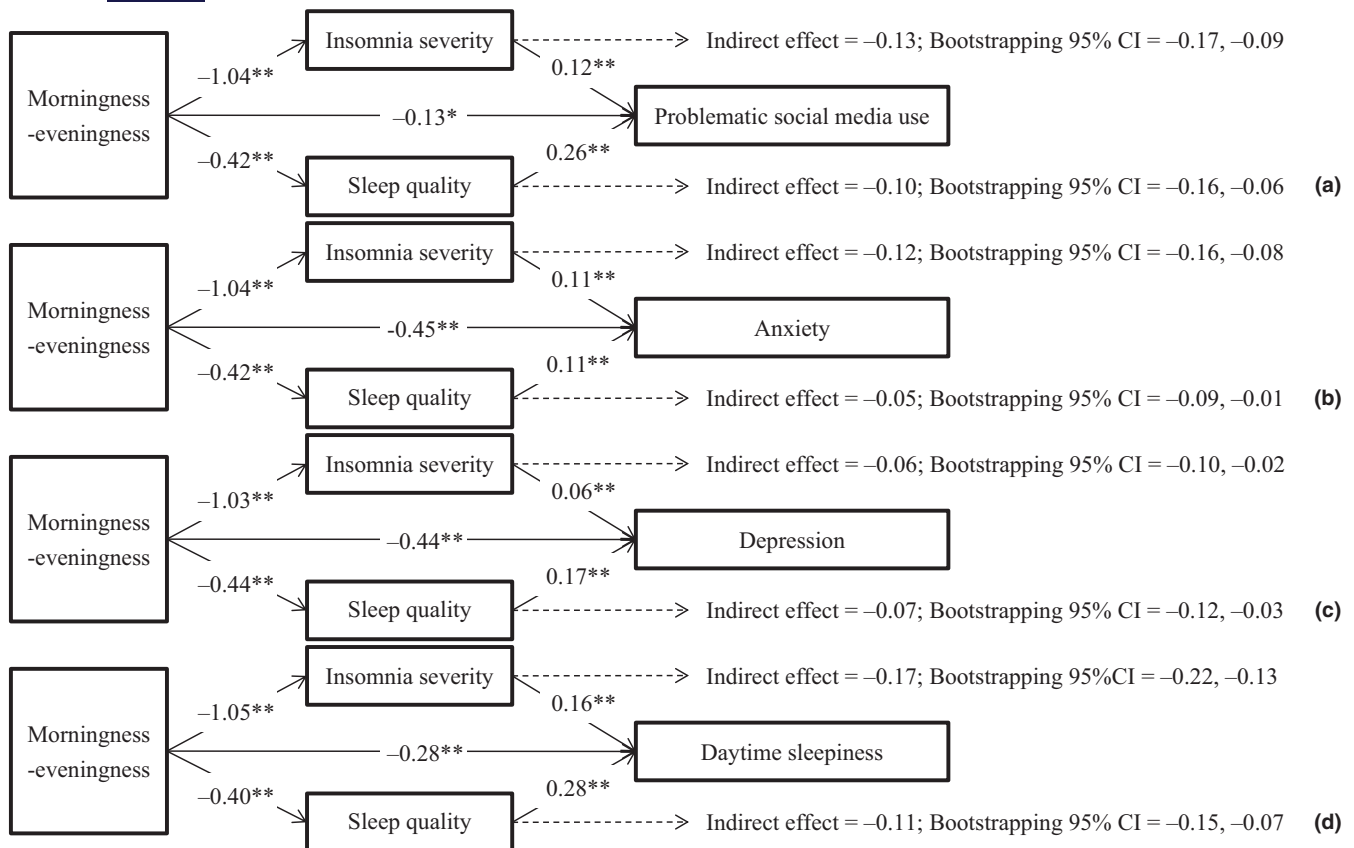 Insomnia severity
Indirect effect = –0.13; Bootstrapping 95% CI = –0.17, –0.09
–1.04**
0.12**
Morningness
-eveningness
–0.13*
Problematic social media use
–0.42**
0.26**
Sleep quality
Indirect effect = –0.10; Bootstrapping 95% CI = –0.16, –0.06 (a)
Insomnia severity
Indirect effect = –0.12; Bootstrapping 95% CI = –0.16, –0.08
–1.04**
0.11**
Morningness
-eveningness
-0.45**
Anxiety
–0.42**
0.11**
Sleep quality
Indirect effect = –0.05; Bootstrapping 95% CI = –0.09, –0.01 (b)
Insomnia severity
Indirect effect = –0.06; Bootstrapping 95% CI = –0.10, –0.02
–1.03**
0.06**
Morningness
-eveningness
–0.44**
Depression
–0.44**
0.17**
Sleep quality
Indirect effect = –0.07; Bootstrapping 95% CI = –0.12, –0.03 (c)
Insomnia severity
Indirect effect = –0.17; Bootstrapping 95%CI = –0.22, –0.13
–1.05**
0.16**
Morningness
-eveningness
–0.28**
Daytime sleepiness
–0.40**
0.28**
Sleep quality
Indirect effect = –0.11; Bootstrapping 95% CI = –0.15, –0.07 (d)